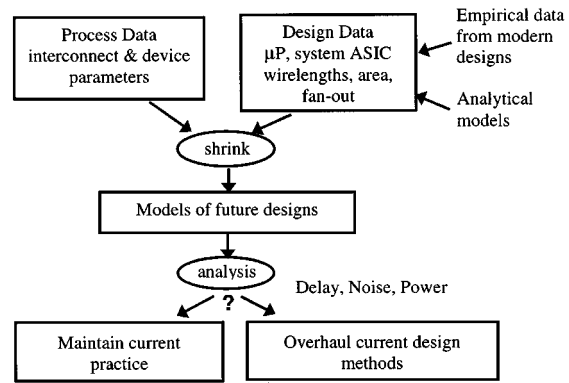 Process Data
interconnect & device
parameters
Design Data
µP, system ASIC
wirelengths, area,
fan-out
Empirical data
from modern
designs
Analytical
models
shrink
Models of future designs
analysis
Delay, Noise, Power
?
Maintain current
practice
Overhaul current design
methods